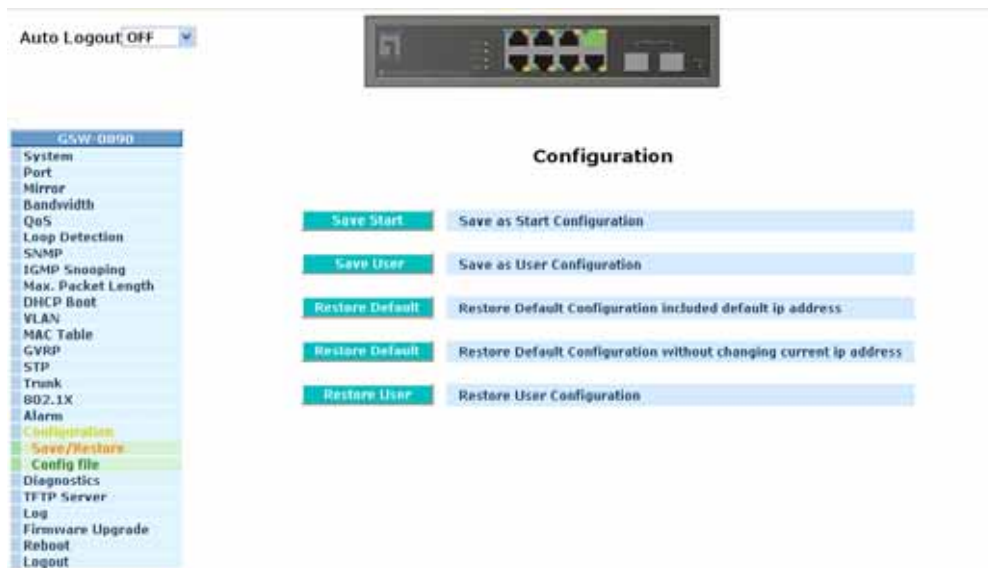 Auto Logout OFF
GSW-0890
System
Port
Mirror
Bandwidth
QoS
Loop Detection
SNMP
IGMP Snooping
Max. Packet Length
DHCP Boot
VLAN
MAC Table
GVRP
STP
Trunk
802.1X
Alarm
Configuration
Save/Restore
Config file
Diagnostics
TFTP Server
Log
Firmware Upgrade
Reboot
Logout
Configuration
Save Start Save as Start Configuration
Save User Save as User Configuration
Restore Default Restore Default Configuration included default ip address
Restore Default Restore Default Configuration without changing current ip address
Restore User Restore User Configuration